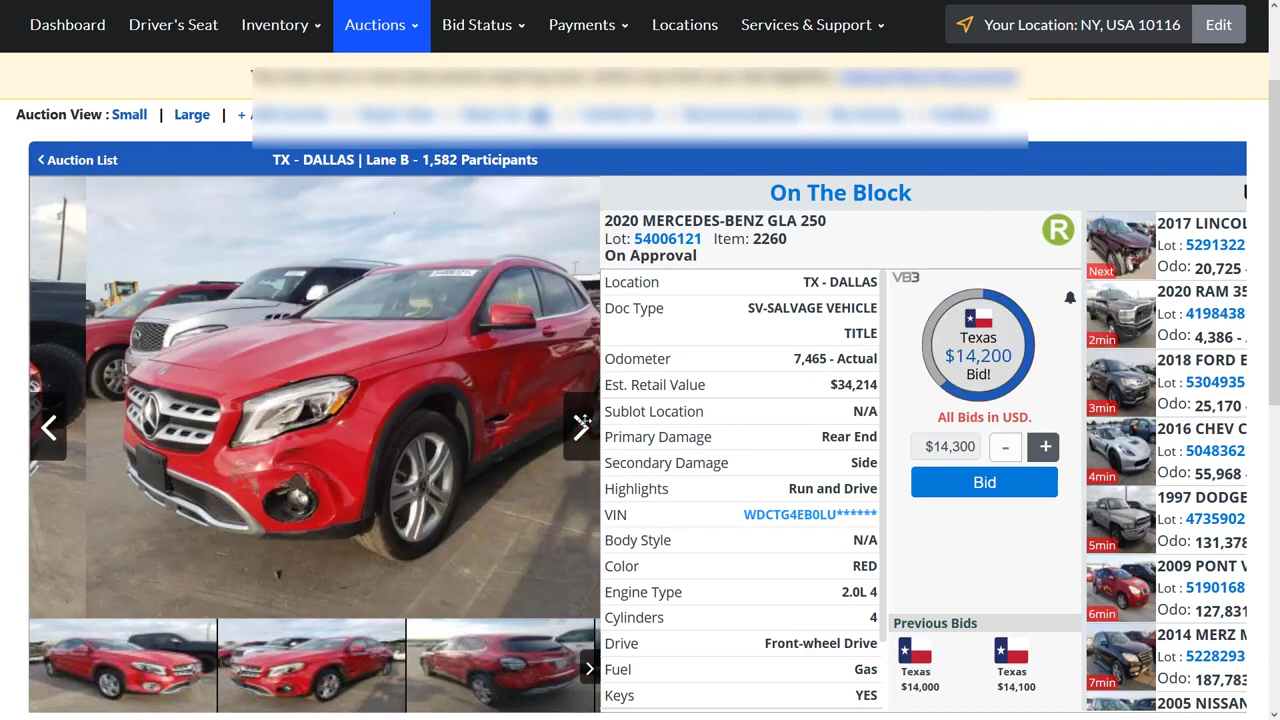 Dashboard Driver's Seat Inventory Auctions Bid Status Payments Locations Services & Support Your Location: NY, USA 10116 Edit
Auction View : Small | Large | +
Auction List TX - DALLAS | Lane B - 1,582 Participants
On The Block
2020 MERCEDES-BENZ GLA 250
Lot: 54006121 Item: 2260
On Approval
R
Location TX - DALLAS
Doc Type SV-SALVAGE VEHICLE
TITLE
Odometer 7,465 - Actual
Est. Retail Value $34,214
Sublot Location N/A
Primary Damage Rear End
Secondary Damage Side
Highlights Run and Drive
VIN WDCTG4EB0LU******
Body Style N/A
Color RED
Engine Type 2.0L 4
Cylinders 4
Drive Front-wheel Drive
Fuel Gas
Keys YES
VB3
Texas
$14,200
Bid!
All Bids in USD.
$14,300 - +
Bid
Previous Bids
Texas Texas
$14,000 $14,100
2017 LINCOL
Lot : 5291322
Next Odo: 20,725 -
2020 RAM 35
Lot : 4198438
2min Odo: 4,386 -
2018 FORD E
Lot : 5304935
3min Odo: 25,170 -
2016 CHEV C
Lot : 5048362
4min Odo: 55,968 -
1997 DODGE
Lot : 4735902
5min Odo: 131,378
2009 PONT V
Lot : 5190168
6min Odo: 127,831
2014 MERZ M
Lot : 5228293
7min Odo: 187,783
2005 NISSAN